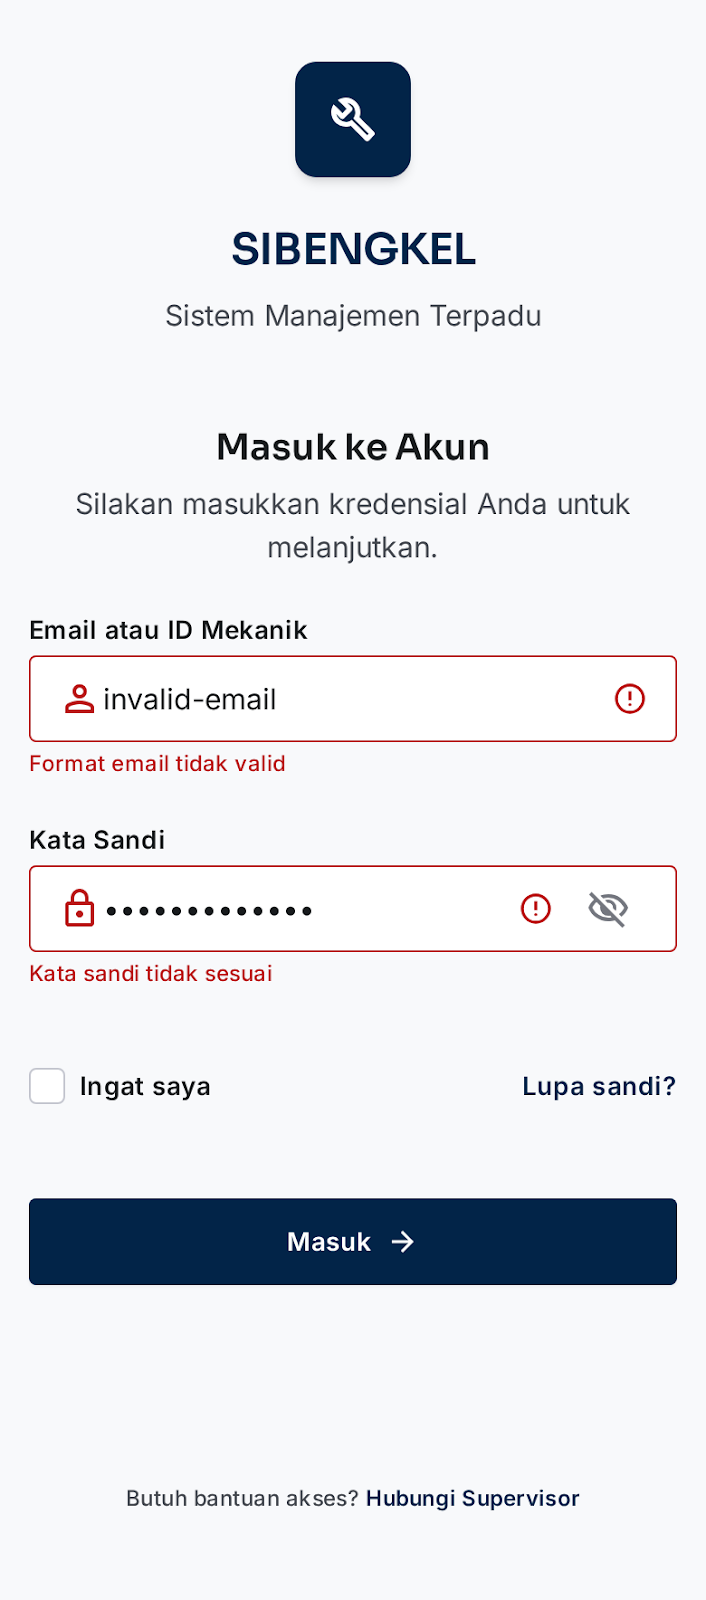 SIBENGKEL
Sistem Manajemen Terpadu
Masuk ke Akun
Silakan masukkan kredensial Anda untuk
melanjutkan.
Email atau ID Mekanik
invalid-email
Format email tidak valid
Kata Sandi
•••••••••••••
Kata sandi tidak sesuai
Ingat saya
Lupa sandi?
Masuk →
Butuh bantuan akses? Hubungi Supervisor